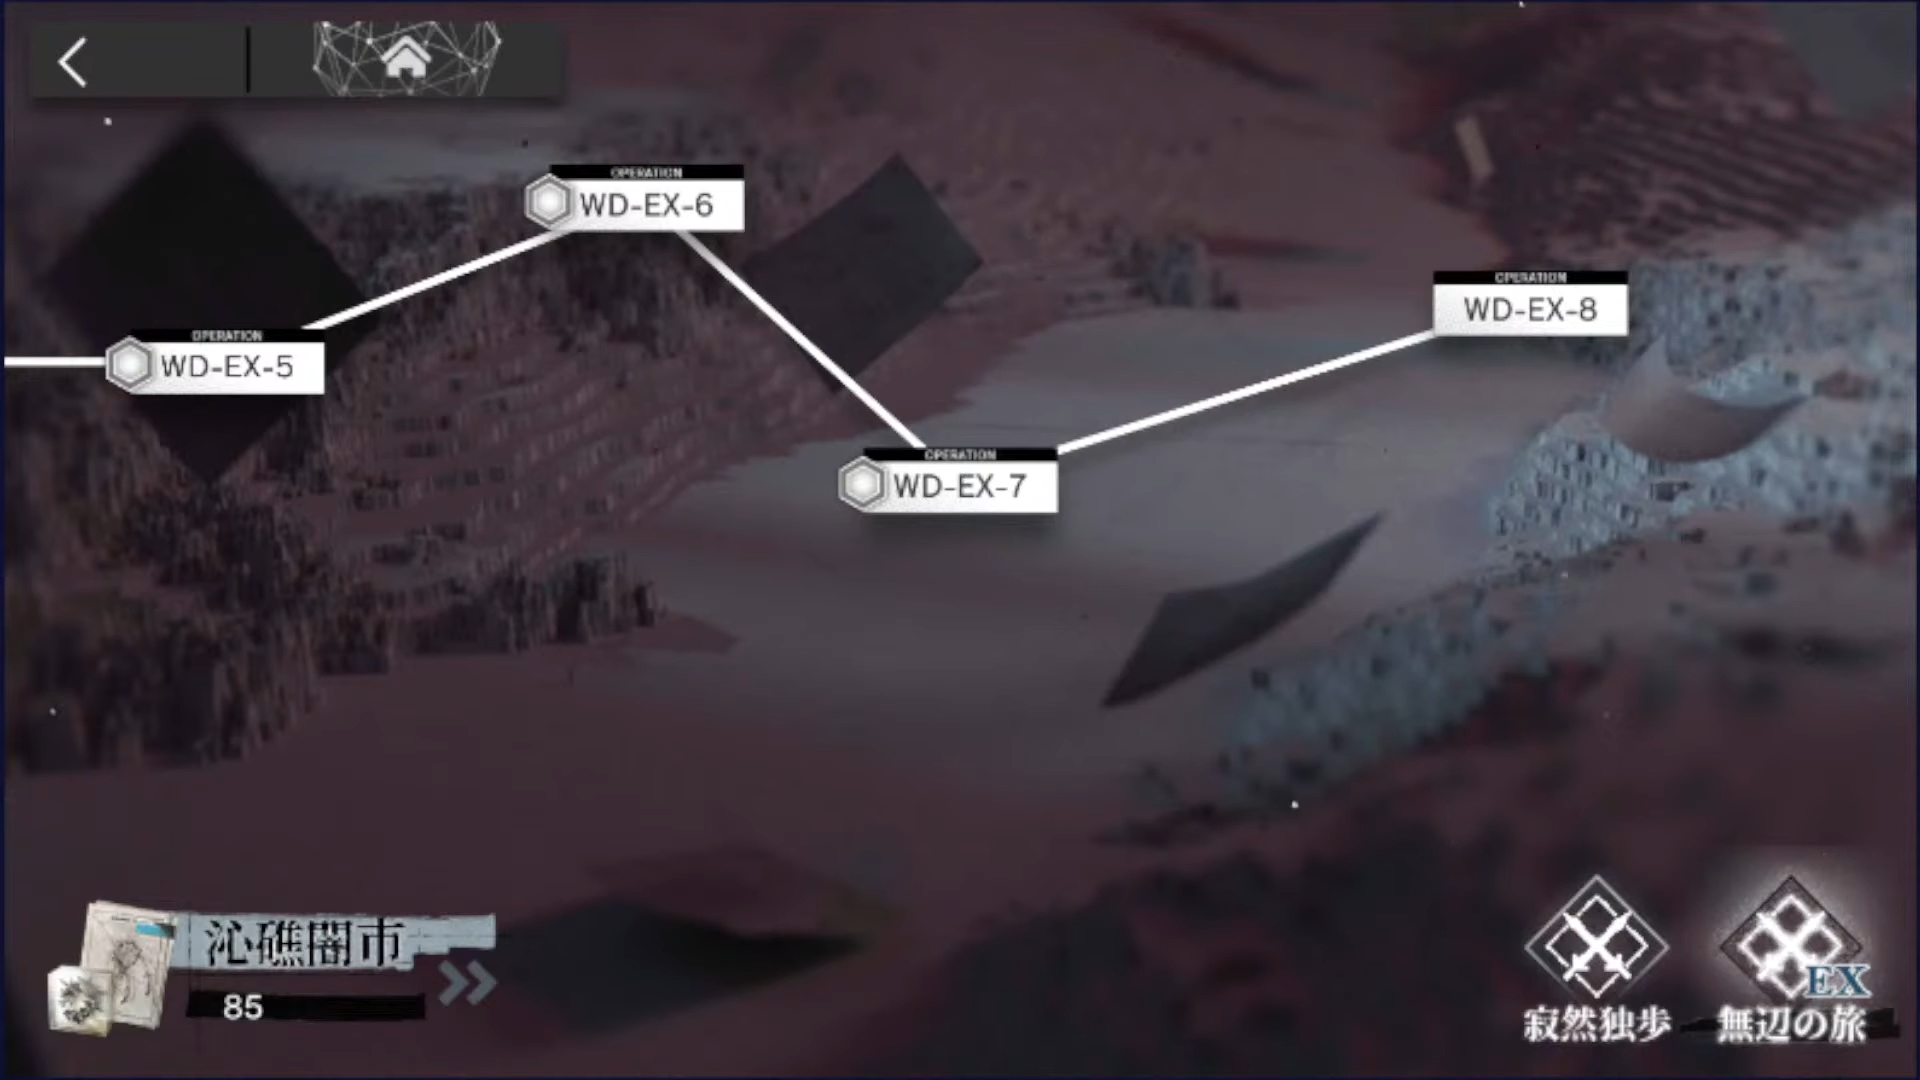 OPERATION
WD-EX-6
OPERATION
WD-EX-8
OPERATION
WD-EX-5
OPERATION
WD-EX-7
沁礁闇市
85
EX
寂然独歩
無辺の旅